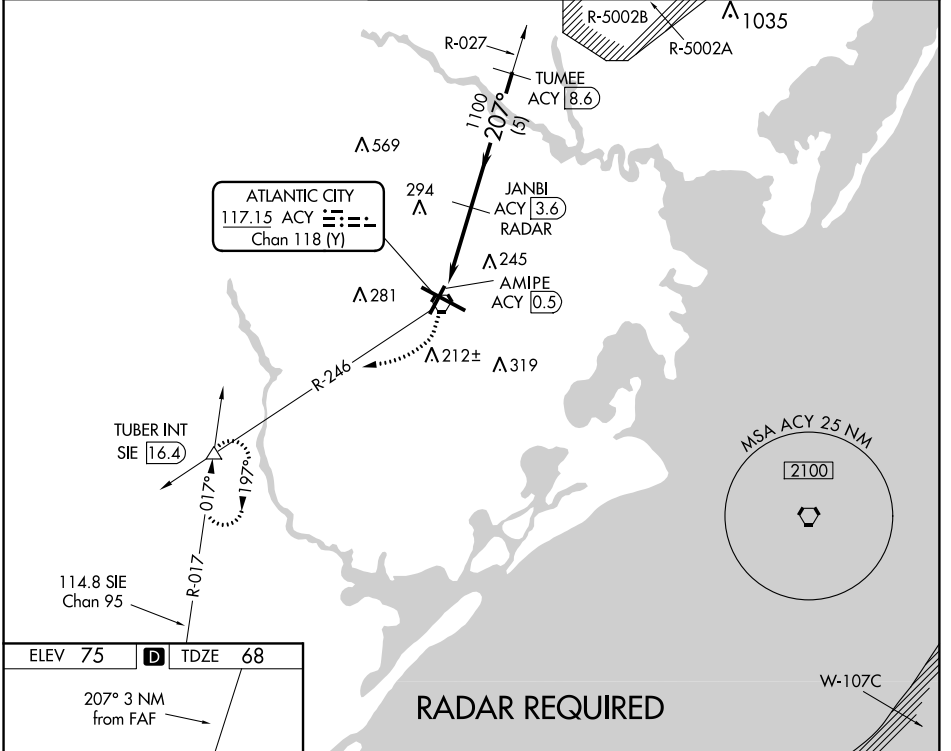 R-5002B
1035
R-5002A
R-027
TUMEE
ACY 8.6
1100
207°
(5)
569
294
JANBI
ACY 3.6
RADAR
ATLANTIC CITY
117.15 ACY
Chan 118 (Y)
245
AMIPE
ACY 0.5
281
212±
319
R-246
TUBER INT
SIE 16.4
017°
197°
MSA ACY 25 NM
2100
R-017
114.8 SIE
Chan 95
ELEV 75 D TDZE 68
207° 3 NM
from FAF
RADAR REQUIRED
W-107C